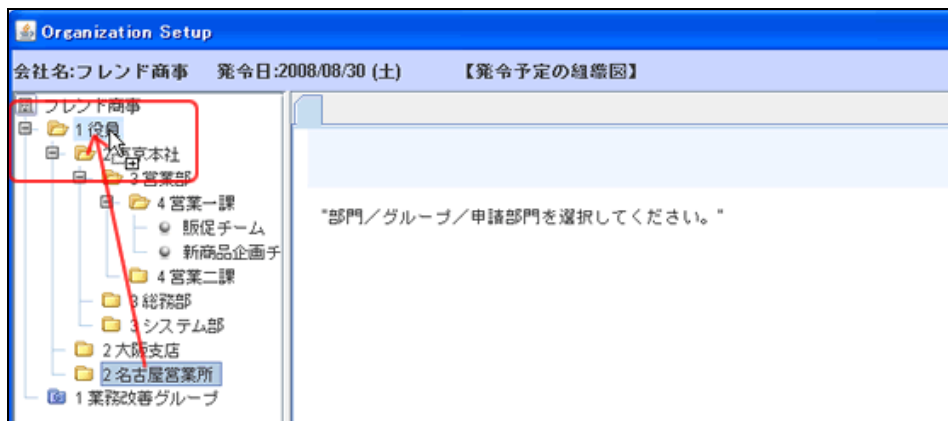 Organization Setup
会社名:フレンド商事 発令日:2008/08/30 (土) 【発令予定の組織図】
フレンド商事
1 役員
2 東京本社
3 営業部
4 営業一課
販促チーム
新商品企画チ
4 営業二課
3 総務部
3 システム部
2 大阪支店
2 名古屋営業所
1 業務改善グループ
"部門／グループ／申請部門を選択してください。"